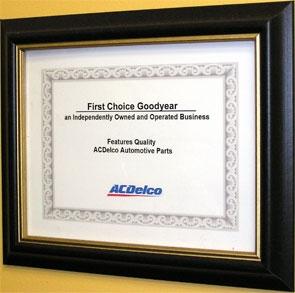 First Choice Goodyear
an Independently Owned and Operated Business
Features Quality
ACDelco Automotive Parts
ACDelco